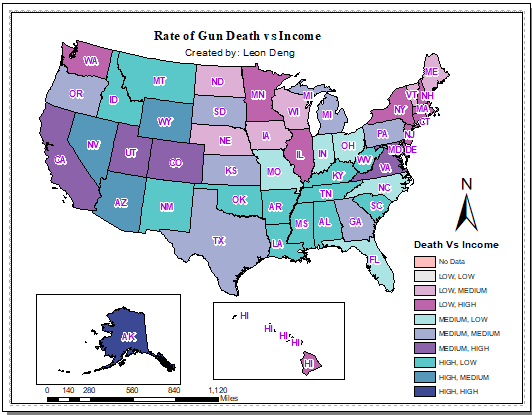 Rate of Gun Death vs Income
Created by: Leon Deng
WA
MT
ND
MN
ME
OR
ID
SD
WI
MI
VT
NH
WY
MI
NY
MA
CT
NV
NE
IA
PA
NJ
UT
IL
IN
OH
MD
DE
CA
CO
KS
MO
WV
VA
KY
AZ
NM
OK
AR
TN
NC
SC
MS
AL
GA
TX
LA
FL
N
Death Vs Income
No Data
LOW, LOW
LOW, MEDIUM
LOW, HIGH
MEDIUM, LOW
MEDIUM, MEDIUM
MEDIUM, HIGH
HIGH, LOW
HIGH, MEDIUM
HIGH, HIGH
AK
HI
HI
HI
HI
HI
0 140 280 560 840 1,120
Miles